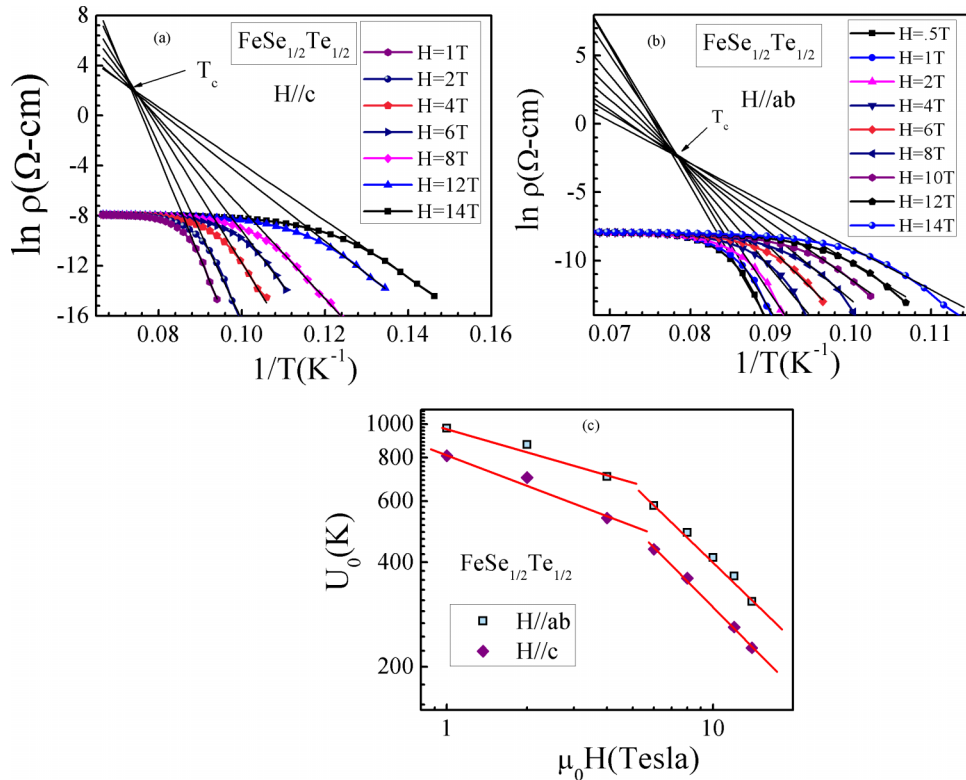 (a)
FeSe1/2Te1/2
H//c
Tc
H=1T
H=2T
H=4T
H=6T
H=8T
H=12T
H=14T
ln ρ(Ω-cm)
8
4
0
-4
-8
-12
-16
0.08 0.10 0.12 0.14 0.16
1/T(K-1)
(b)
FeSe1/2Te1/2
H//ab
Tc
H=.5T
H=1T
H=2T
H=4T
H=6T
H=8T
H=10T
H=12T
H=14T
ln ρ(Ω-cm)
5
0
-5
-10
0.07 0.08 0.09 0.10 0.11
1/T(K-1)
(c)
U0(K)
1000
800
600
400
200
FeSe1/2Te1/2
H//ab
H//c
1 10
μ0H(Tesla)